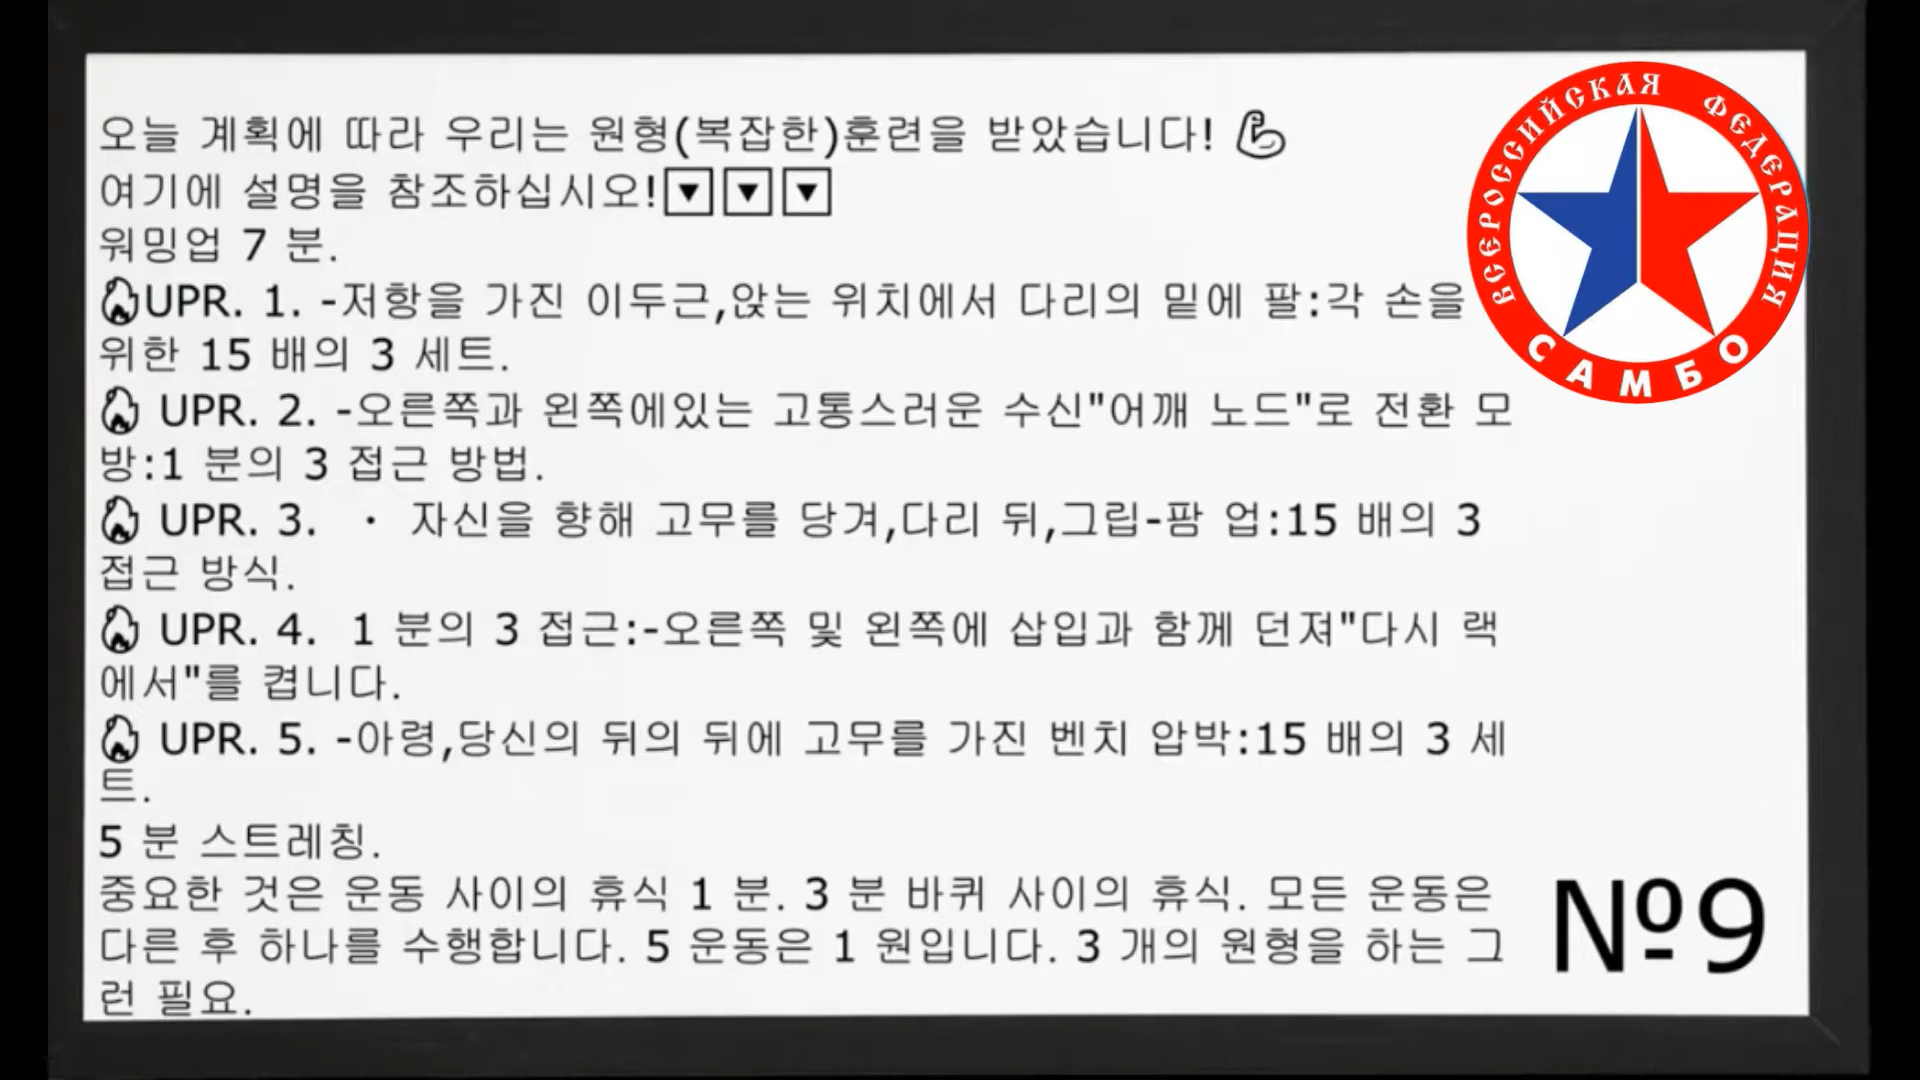 오늘 계획에 따라 우리는 원형(복잡한)훈련을 받았습니다! 💪
여기에 설명을 참조하십시오!🔽🔽🔽
워밍업 7 분.
🔥UPR. 1. -저항을 가진 이두근,앉는 위치에서 다리의 밑에 팔:각 손을
위한 15 배의 3 세트.
🔥 UPR. 2. -오른쪽과 왼쪽에있는 고통스러운 수신"어깨 노드"로 전환 모
방:1 분의 3 접근 방법.
🔥 UPR. 3. · 자신을 향해 고무를 당겨,다리 뒤,그립-팜 업:15 배의 3
접근 방식.
🔥 UPR. 4. 1 분의 3 접근:-오른쪽 및 왼쪽에 삽입과 함께 던져"다시 랙
에서"를 켭니다.
🔥 UPR. 5. -아령,당신의 뒤의 뒤에 고무를 가진 벤치 압박:15 배의 3 세
트.
5 분 스트레칭.
중요한 것은 운동 사이의 휴식 1 분. 3 분 바퀴 사이의 휴식. 모든 운동은
다른 후 하나를 수행합니다. 5 운동은 1 원입니다. 3 개의 원형을 하는 그
런 필요.
ВСЕРОССИЙСКАЯ ФЕДЕРАЦИЯ
САМБО
№9